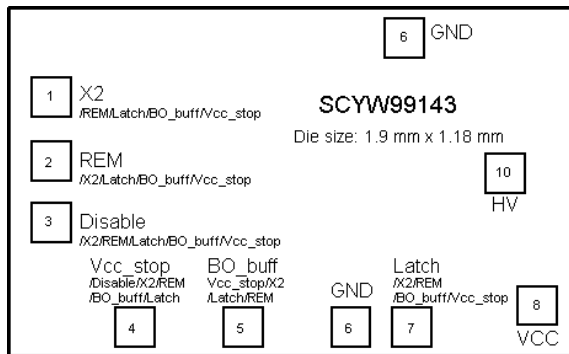 6 GND
1 X2
/REM/Latch/BO_buff/Vcc_stop
SCYW99143
Die size: 1.9 mm x 1.18 mm
2 REM
/X2/Latch/BO_buff/Vcc_stop
10
HV
3 Disable
/X2/REM/Latch/BO_buff/Vcc_stop
Vcc_stop
/Disable/X2/REM
/BO_buff/Latch
4
BO_buff
Vcc_stop/X2
/Latch/REM
5
GND
6
Latch
/X2/REM
/BO_buff/Vcc_stop
7
8
VCC